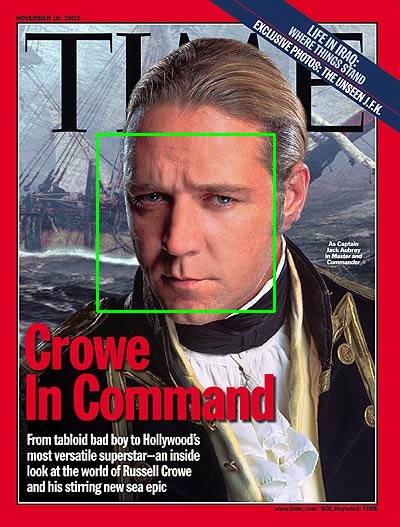 NOVEMBER 10, 2003
TIME
LIFE IN IRAQ:
WHERE THINGS STAND
EXCLUSIVE PHOTOS: THE UNSEEN J.F.K.
As Captain
Jack Aubrey
in Master and
Commander
Crowe
In Command
From tabloid bad boy to Hollywood's
most versatile superstar—an inside
look at the world of Russell Crowe
and his stirring new sea epic
www.time.com AOL Keyword: TIME